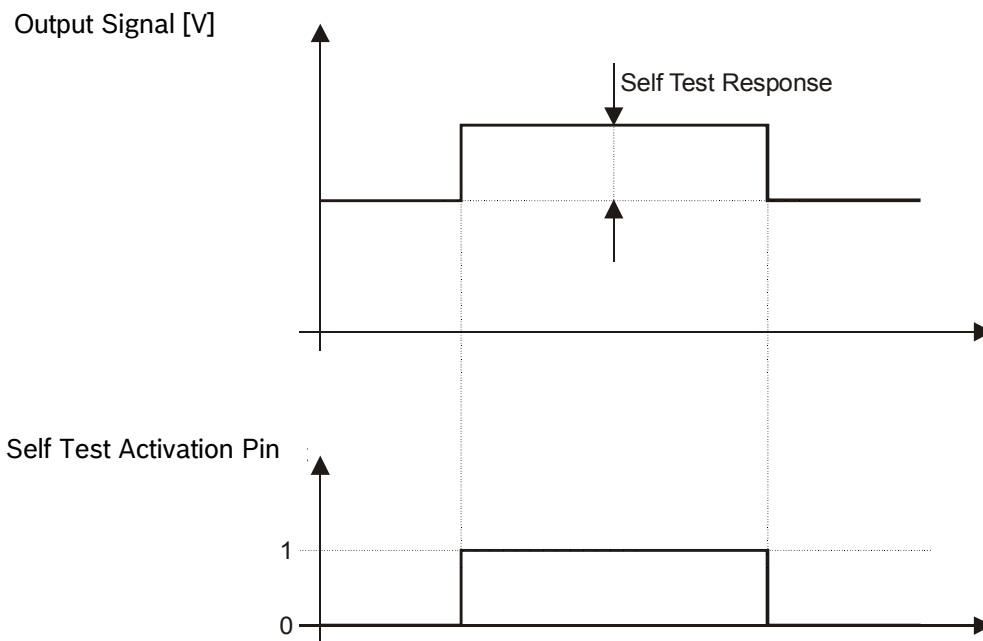 Output Signal [V]
Self Test Response
Self Test Activation Pin
1
0